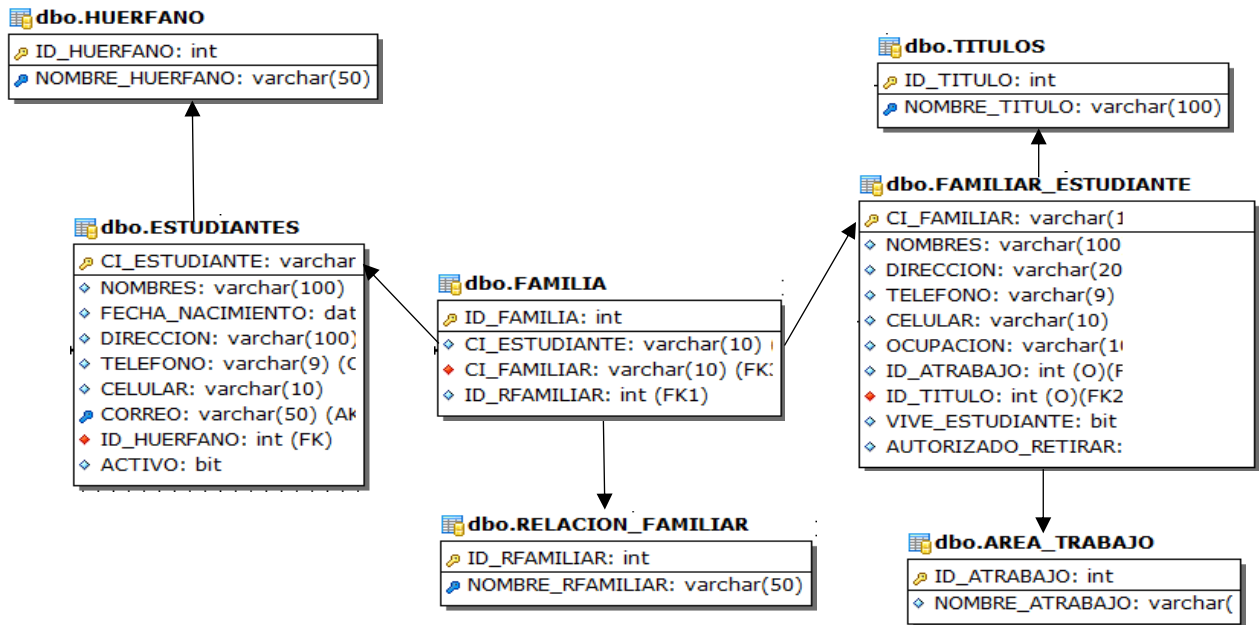 dbo.HUERFANO
ID_HUERFANO: int
NOMBRE_HUERFANO: varchar(50)
dbo.TITULOS
ID_TITULO: int
NOMBRE_TITULO: varchar(100)
dbo.ESTUDIANTES
CI_ESTUDIANTE: varchar
NOMBRES: varchar(100)
FECHA_NACIMIENTO: dat
DIRECCION: varchar(100)
TELEFONO: varchar(9) (C
CELULAR: varchar(10)
CORREO: varchar(50) (AK
ID_HUERFANO: int (FK)
ACTIVO: bit
dbo.FAMILIA
ID_FAMILIA: int
CI_ESTUDIANTE: varchar(10) (
CI_FAMILIAR: varchar(10) (FK
ID_RFAMILIAR: int (FK1)
dbo.FAMILIAR_ESTUDIANTE
CI_FAMILIAR: varchar(1
NOMBRES: varchar(100
DIRECCION: varchar(20
TELEFONO: varchar(9)
CELULAR: varchar(10)
OCUPACION: varchar(1
ID_ATRABAJO: int (O)(F
ID_TITULO: int (O)(FK2
VIVE_ESTUDIANTE: bit
AUTORIZADO_RETIRAR:
dbo.RELACION_FAMILIAR
ID_RFAMILIAR: int
NOMBRE_RFAMILIAR: varchar(50)
dbo.AREA_TRABAJO
ID_ATRABAJO: int
NOMBRE_ATRABAJO: varchar(